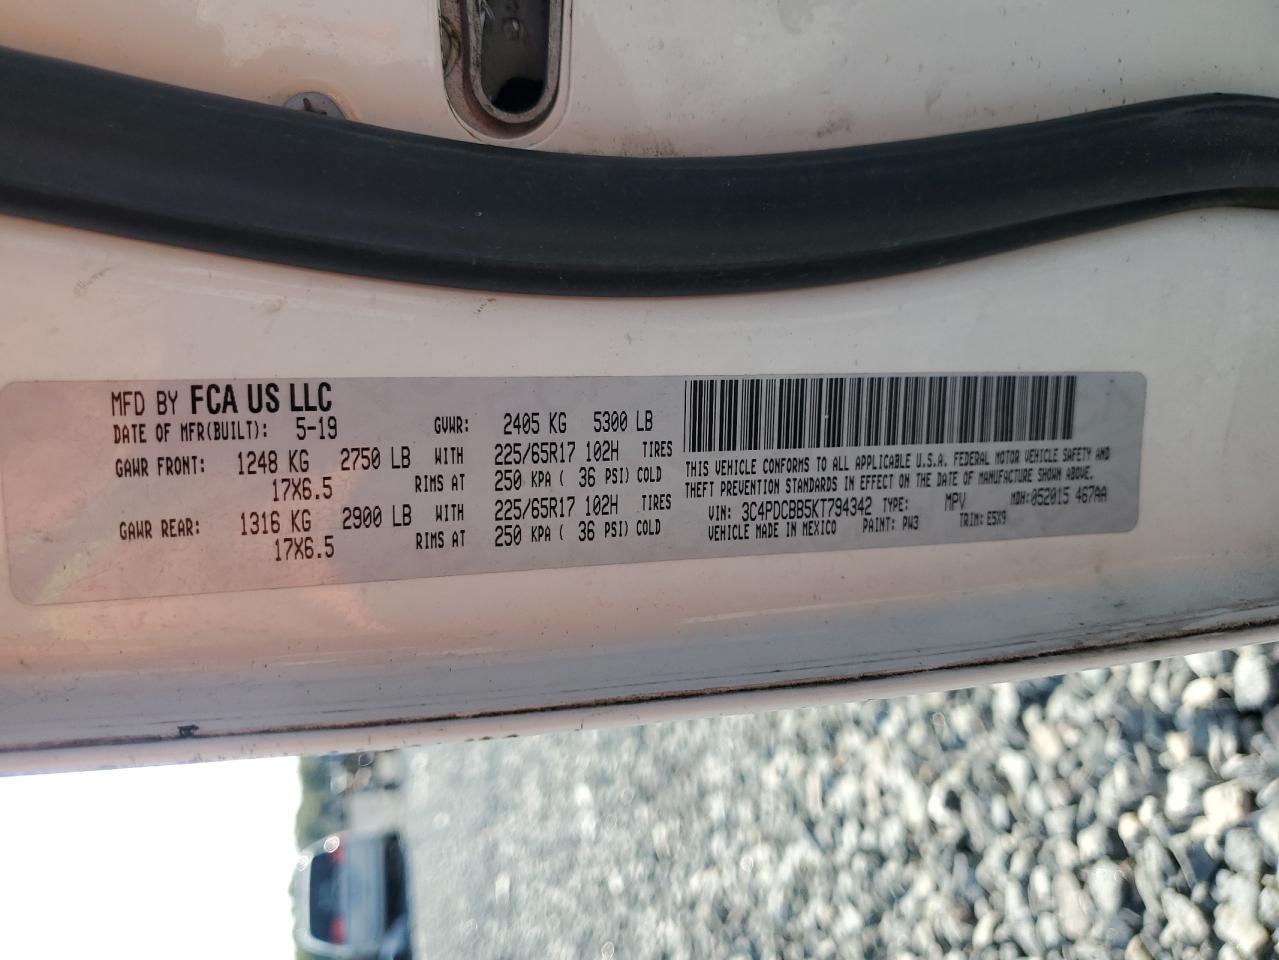 MFD BY FCA US LLC
DATE OF MFR(BUILT): 5-19 GVWR: 2405 KG 5300 LB
GAWR FRONT: 1248 KG 2750 LB WITH 225/65R17 102H TIRES
17X6.5 RIMS AT 250 KPA ( 36 PSI) COLD
GAWR REAR: 1316 KG 2900 LB WITH 225/65R17 102H TIRES
17X6.5 RIMS AT 250 KPA ( 36 PSI) COLD
THIS VEHICLE CONFORMS TO ALL APPLICABLE U.S.A. FEDERAL MOTOR VEHICLE SAFETY AND
THEFT PREVENTION STANDARDS IN EFFECT ON THE DATE OF MANUFACTURE SHOWN ABOVE.
VIN: 3C4PDCBB5KT794342 TYPE: MPV MDH:052015 467AA
VEHICLE MADE IN MEXICO PAINT: PW3 TRIM: E5X9